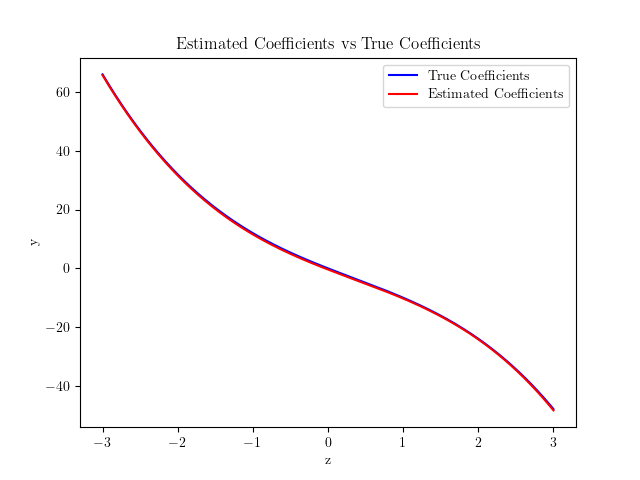 Estimated Coefficients vs True Coefficients
True Coefficients
Estimated Coefficients
60
40
20
0
−20
−40
y
−3 −2 −1 0 1 2 3
z